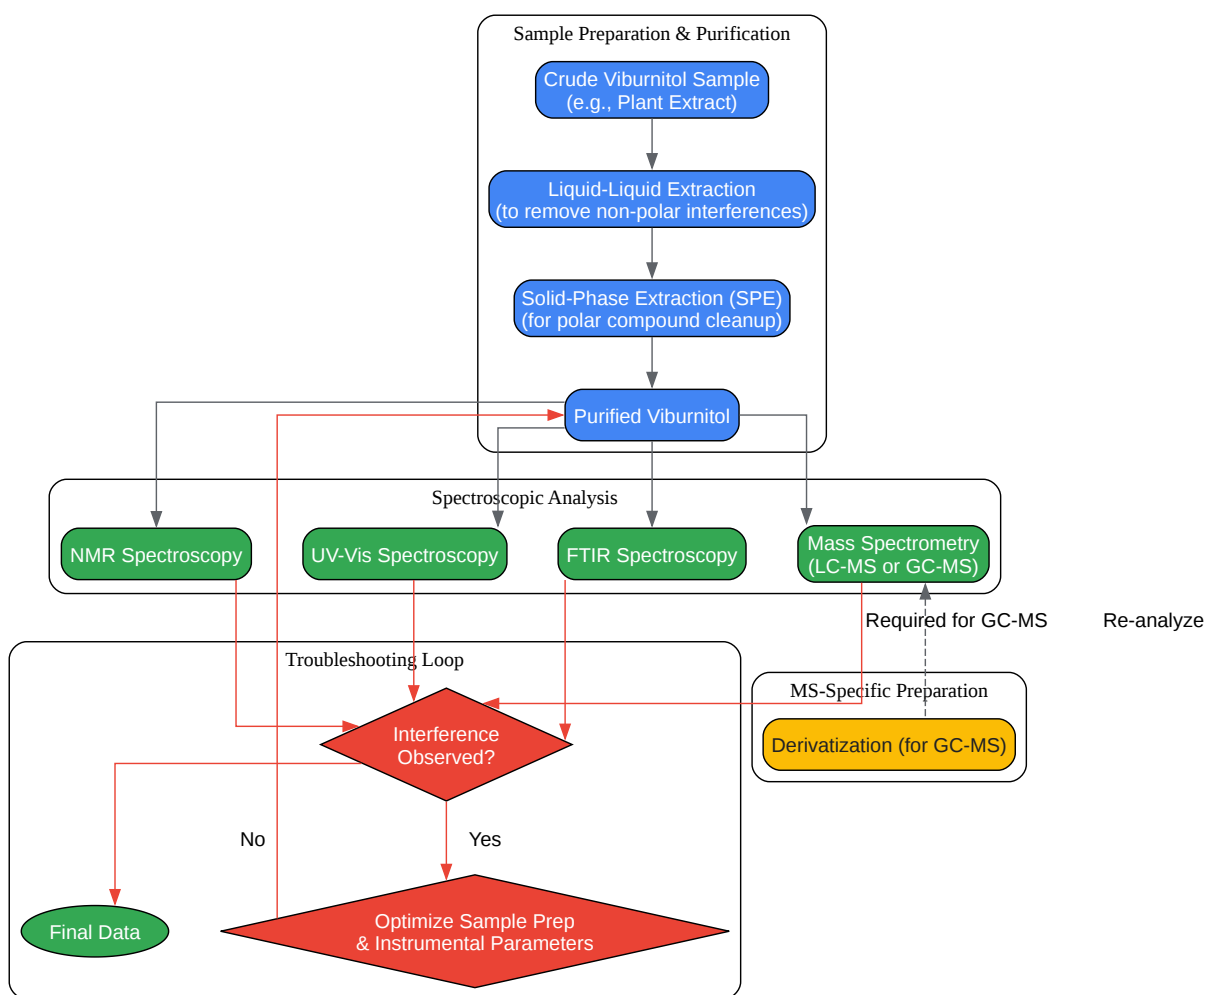 Sample Preparation & Purification
Crude Viburnitol Sample
(e.g., Plant Extract)
Liquid-Liquid Extraction
(to remove non-polar interferences)
Solid-Phase Extraction (SPE)
(for polar compound cleanup)
Purified Viburnitol
Spectroscopic Analysis
NMR Spectroscopy
UV-Vis Spectroscopy
FTIR Spectroscopy
Mass Spectrometry
(LC-MS or GC-MS)
Required for GC-MS
Re-analyze
Troubleshooting Loop
MS-Specific Preparation
Interference
Observed?
Derivatization (for GC-MS)
No
Yes
Final Data
Optimize Sample Prep
& Instrumental Parameters